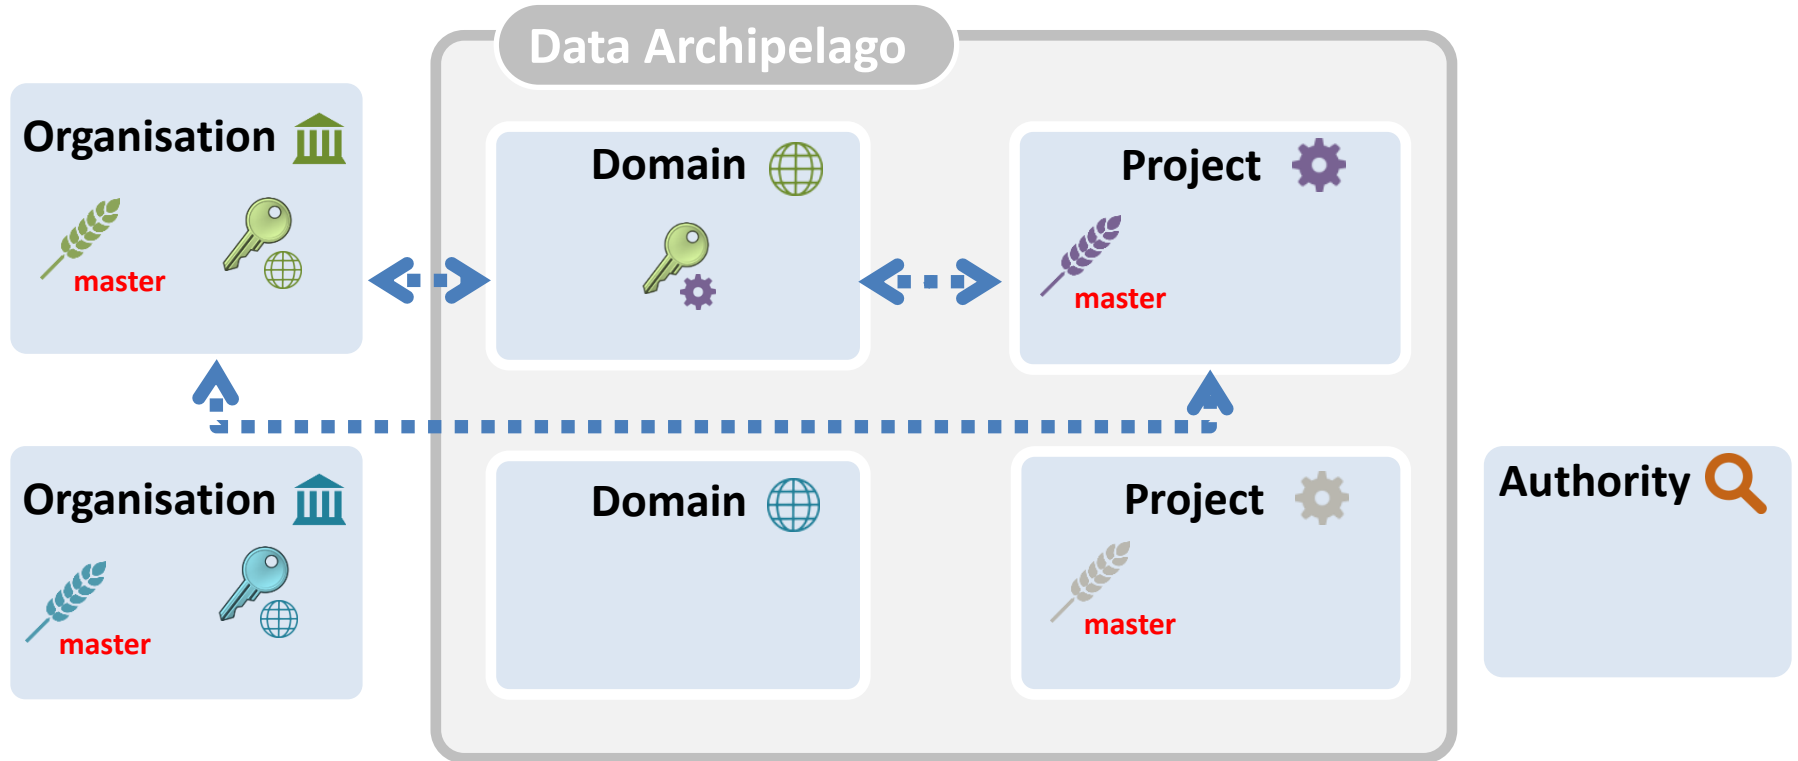 Data Archipelago
Organisation
master
Domain
Project
master
Organisation
master
Domain
Project
master
Authority